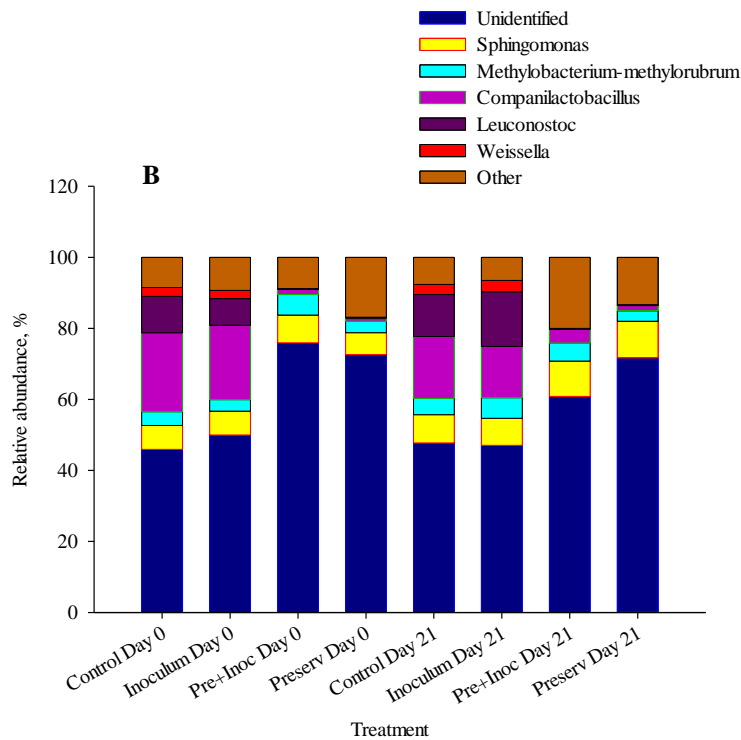 Unidentified
Sphingomonas
Methylobacterium-methylorubrum
Companilactobacillus
Leuconostoc
Weissella
Other
B
120
100
80
60
40
20
0
Relative abundance, %
Control Day 0
Inoculum Day 0
Pre+Inoc Day 0
Preserv Day 0
Control Day 21
Inoculum Day 21
Pre+Inoc Day 21
Preserv Day 21
Treatment